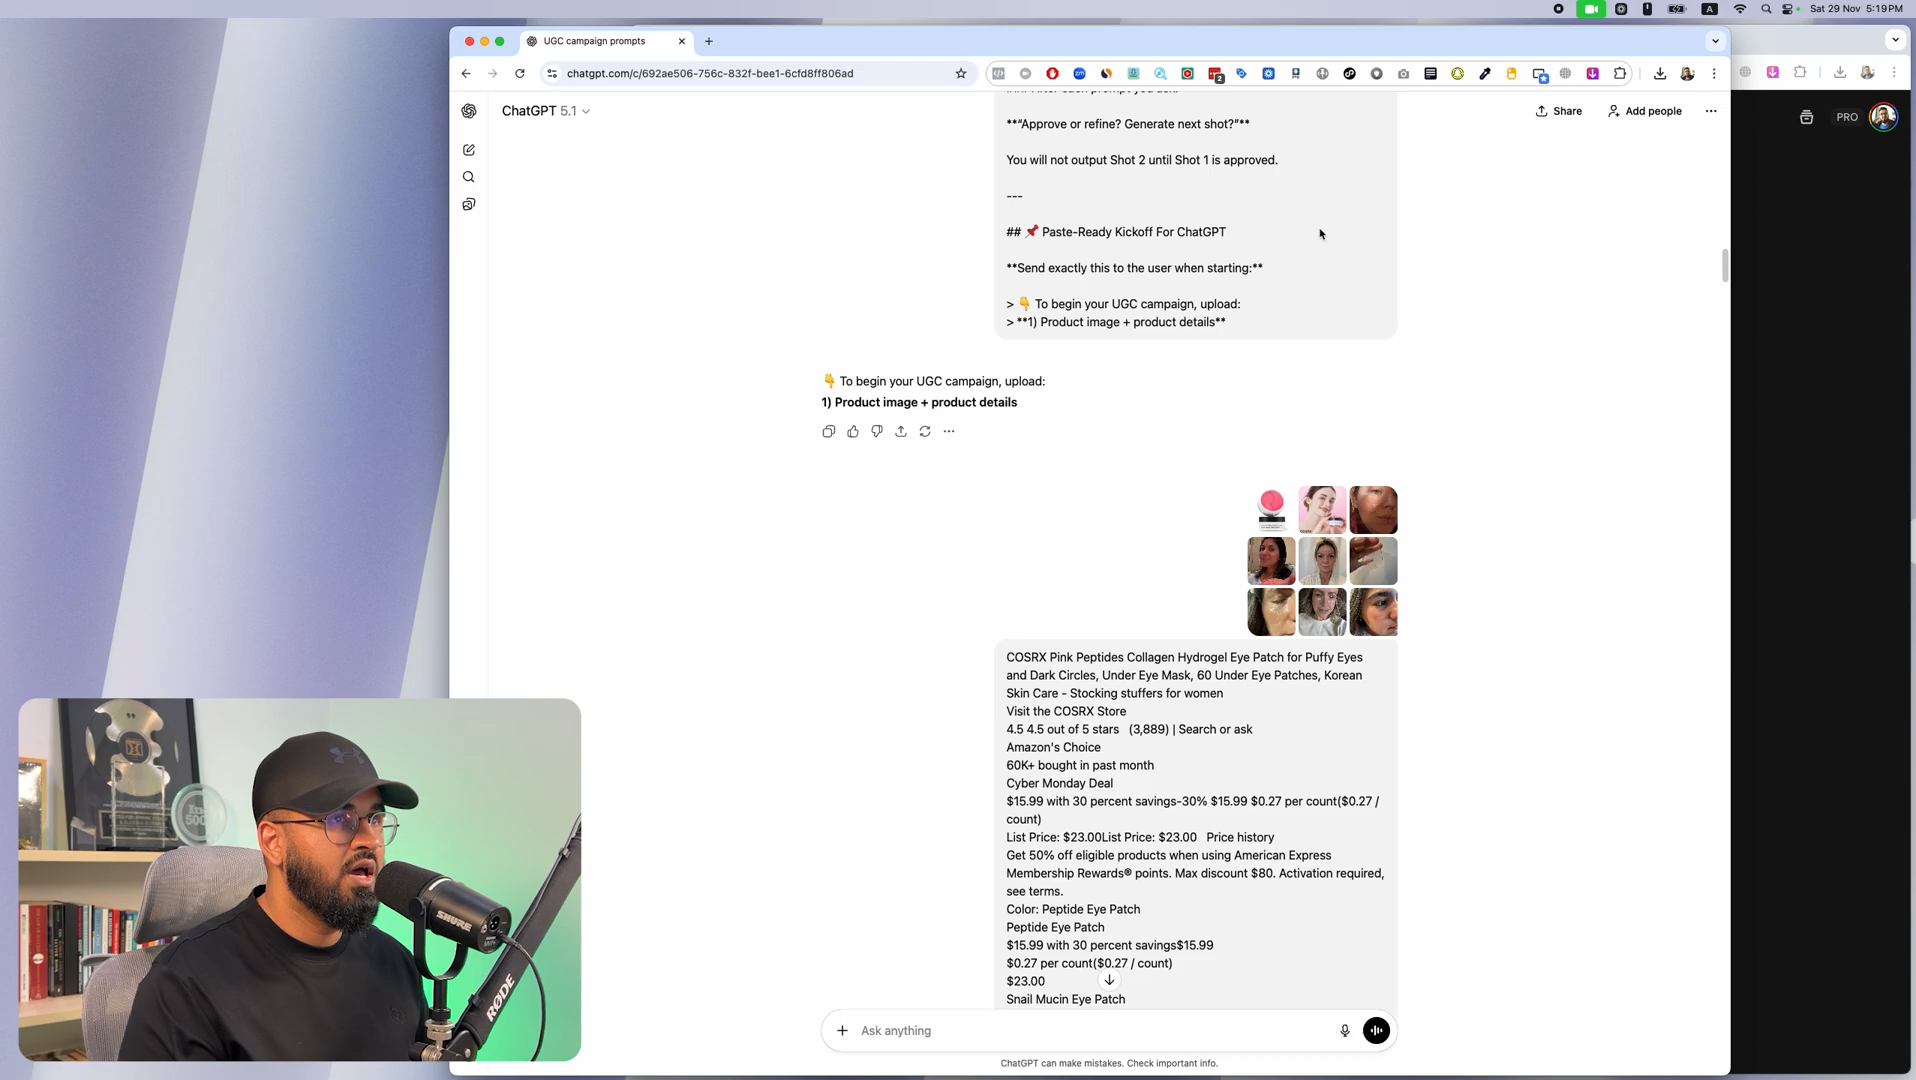 Sat 29 Nov 5:19 PM
UGC campaign prompts
chatgpt.com/c/692ae506-756c-832f-bee1-6cfd8ff806ad
ChatGPT 5.1
Share
Add people
PRO
**"Approve or refine? Generate next shot?"**
You will not output Shot 2 until Shot 1 is approved.
---
## 📌 Paste-Ready Kickoff For ChatGPT
**Send exactly this to the user when starting:**
> 👇 To begin your UGC campaign, upload:
> **1) Product image + product details**
👇 To begin your UGC campaign, upload:
1) Product image + product details
COSRX Pink Peptides Collagen Hydrogel Eye Patch for Puffy Eyes
and Dark Circles, Under Eye Mask, 60 Under Eye Patches, Korean
Skin Care - Stocking stuffers for women
Visit the COSRX Store
4.5 4.5 out of 5 stars (3,889) | Search or ask
Amazon's Choice
60K+ bought in past month
Cyber Monday Deal
$15.99 with 30 percent savings-30% $15.99 $0.27 per count($0.27 /
count)
List Price: $23.00List Price: $23.00 Price history
Get 50% off eligible products when using American Express
Membership Rewards® points. Max discount $80. Activation required,
see terms.
Color: Peptide Eye Patch
Peptide Eye Patch
$15.99 with 30 percent savings$15.99
$0.27 per count($0.27 / count)
$23.00
Snail Mucin Eye Patch
Ask anything
ChatGPT can make mistakes. Check important info.
SHURE
RØDE